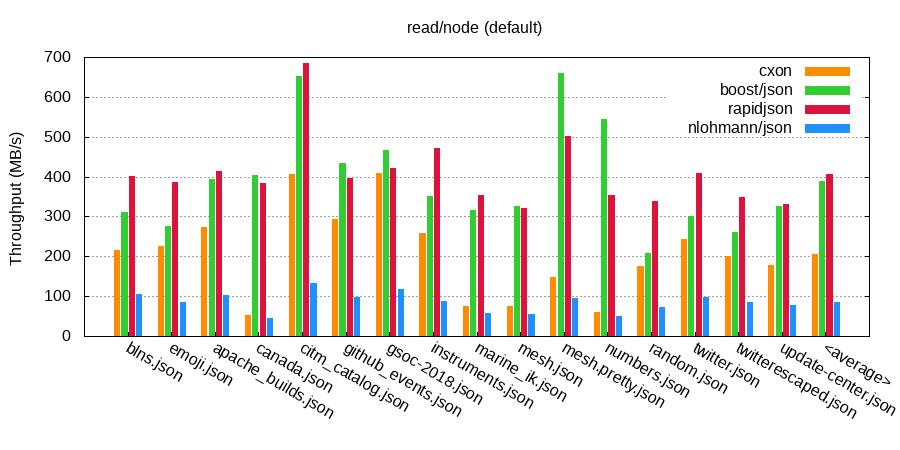 read/node (default)
Throughput (MB/s)
700
600
500
400
300
200
100
0
cxon
boost/json
rapidjson
nlohmann/json
blns.json
emoji.json
apache_builds.json
canada.json
citm_catalog.json
github_events.json
gsoc-2018.json
instruments.json
marine_ik.json
mesh.json
mesh.pretty.json
numbers.json
random.json
twitter.json
twitterescaped.json
update-center.json
<average>